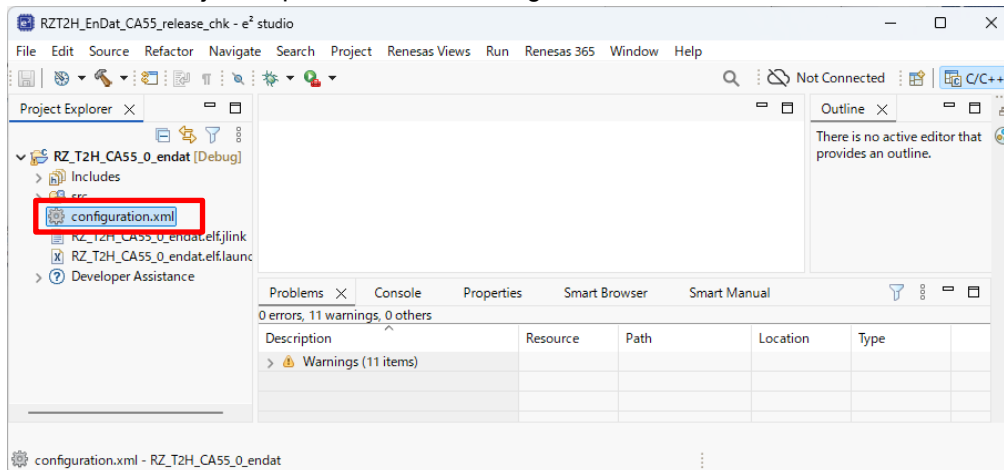 RZT2H_EnDat_CA55_release_chk - e² studio
File Edit Source Refactor Navigate Search Project Renesas Views Run Renesas 365 Window Help
Not Connected C/C++
Project Explorer
Outline
There is no active editor that
provides an outline.
RZ_T2H_CA55_0_endat [Debug]
Includes
src
configuration.xml
RZ_T2H_CA55_0_endat.elf.jlink
RZ_T2H_CA55_0_endat.elf.launc
Developer Assistance
Problems Console Properties Smart Browser Smart Manual
0 errors, 11 warnings, 0 others
Description Resource Path Location Type
Warnings (11 items)
configuration.xml - RZ_T2H_CA55_0_endat